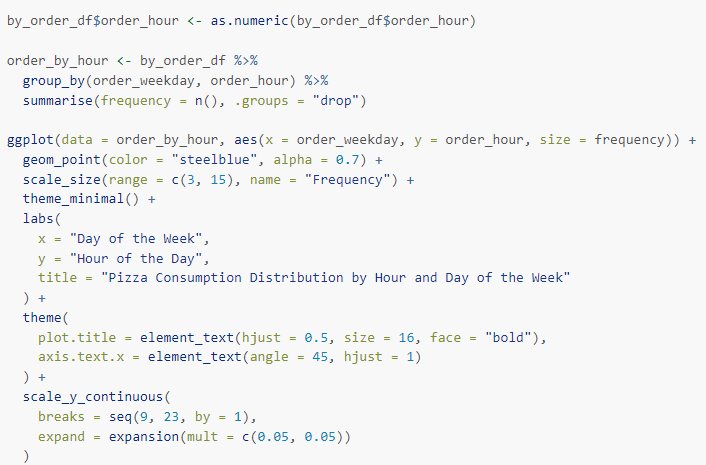 by_order_df$order_hour <- as.numeric(by_order_df$order_hour)

order_by_hour <- by_order_df %>%
  group_by(order_weekday, order_hour) %>%
  summarise(frequency = n(), .groups = "drop")

ggplot(data = order_by_hour, aes(x = order_weekday, y = order_hour, size = frequency)) +
  geom_point(color = "steelblue", alpha = 0.7) +
  scale_size(range = c(3, 15), name = "Frequency") +
  theme_minimal() +
  labs(
    x = "Day of the Week",
    y = "Hour of the Day",
    title = "Pizza Consumption Distribution by Hour and Day of the Week"
  ) +
  theme(
    plot.title = element_text(hjust = 0.5, size = 16, face = "bold"),
    axis.text.x = element_text(angle = 45, hjust = 1)
  ) +
  scale_y_continuous(
    breaks = seq(9, 23, by = 1),
    expand = expansion(mult = c(0.05, 0.05))
  )